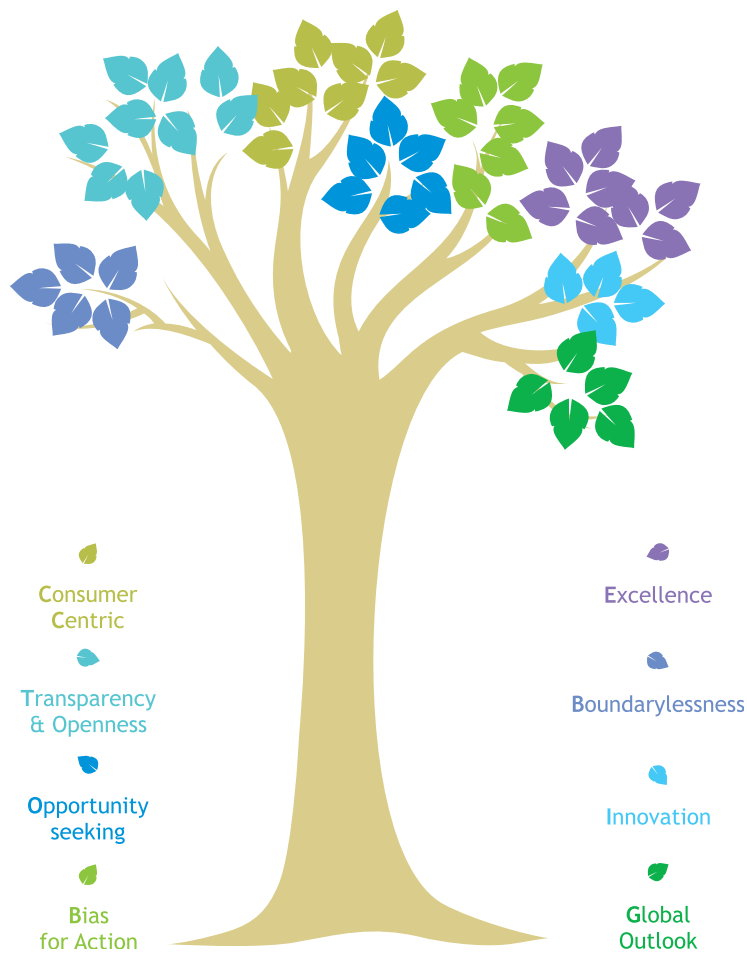 Consumer
Centric
Transparency
& Openness
Opportunity
seeking
Bias
for Action
Excellence
Boundarylessness
Innovation
Global
Outlook